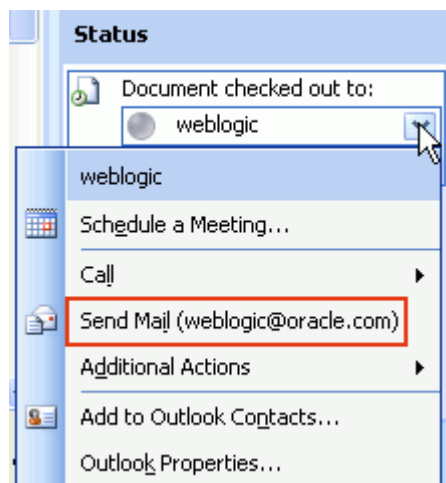 Status
Document checked out to:
weblogic
weblogic
Schedule a Meeting...
Call
Send Mail (weblogic@oracle.com)
Additional Actions
Add to Outlook Contacts...
Outlook Properties...